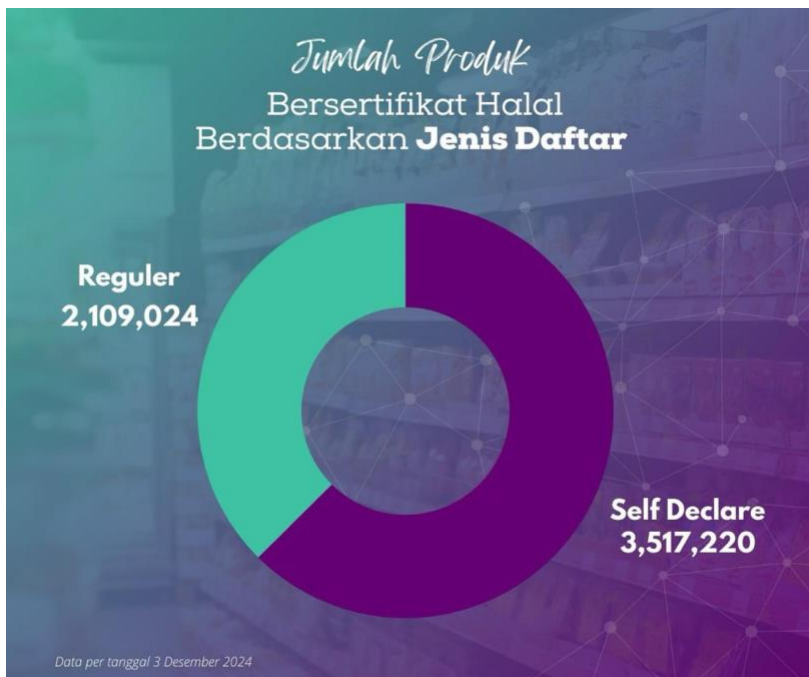 Jumlah Produk
Bersertifikat Halal
Berdasarkan Jenis Daftar
Reguler
2,109,024
Self Declare
3,517,220
Data per tanggal 3 Desember 2024